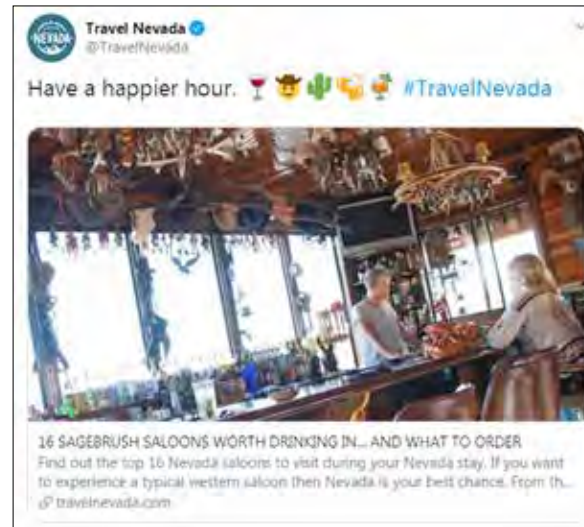 NEVADA
Travel Nevada
@TravelNevada
Have a happier hour. 🍷 🤠 🌵 🍻 🍹 #TravelNevada
16 SAGEBRUSH SALOONS WORTH DRINKING IN... AND WHAT TO ORDER
Find out the top 16 Nevada saloons to visit during your Nevada stay. If you want
to experience a typical western saloon then Nevada is your best chance. From th...
travelnevada.com